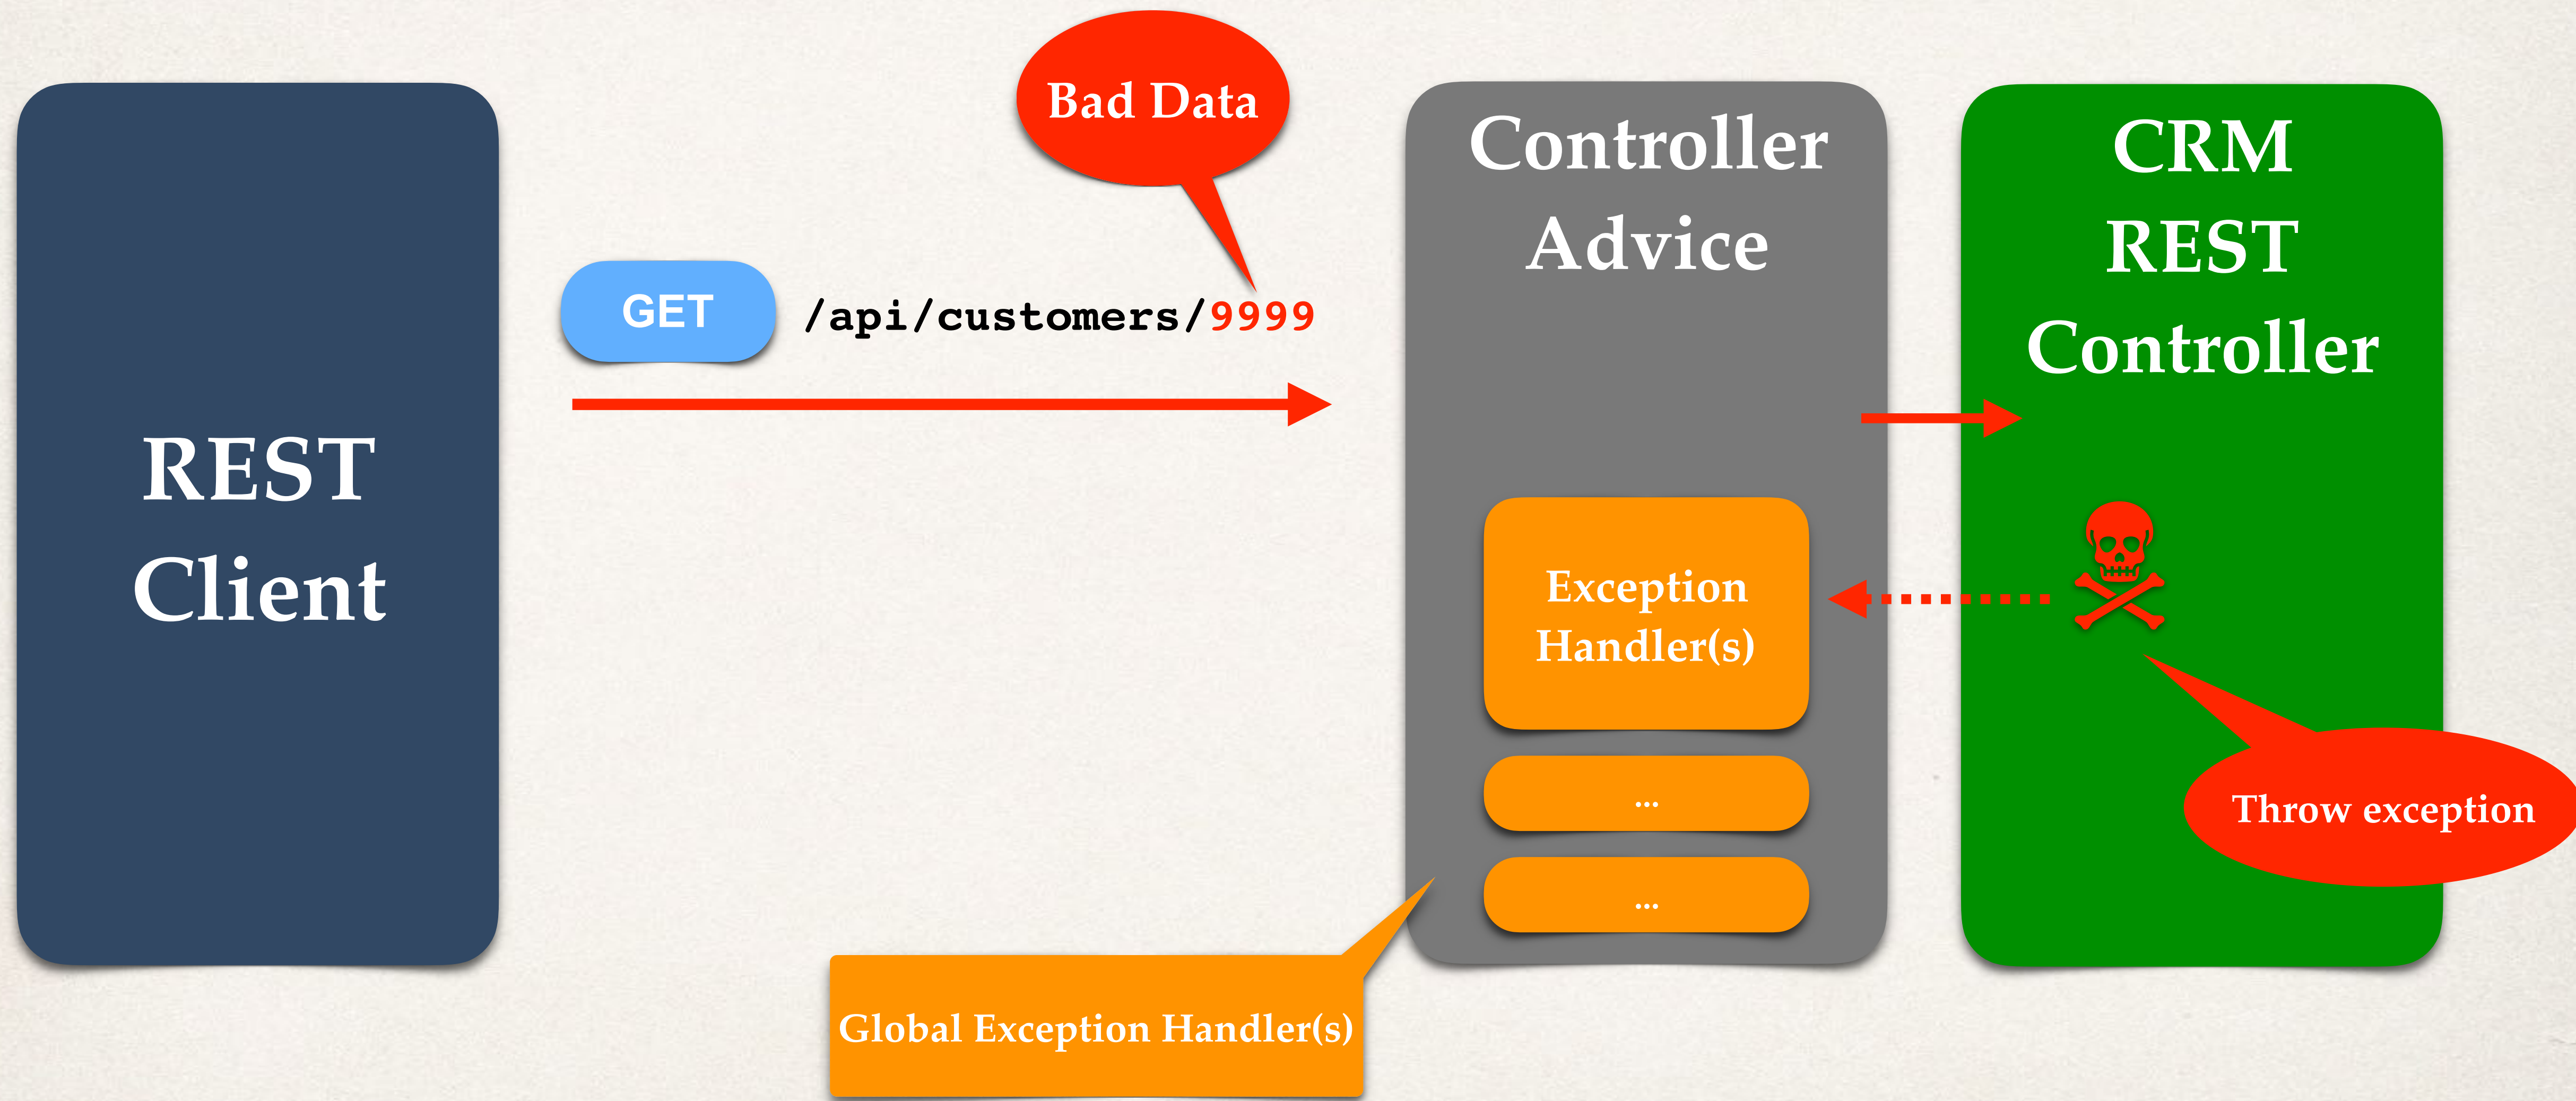 REST
Client
Bad Data
GET
/api/customers/9999
Controller
Advice
Exception
Handler(s)
...
...
Global Exception Handler(s)
CRM
REST
Controller
Throw exception